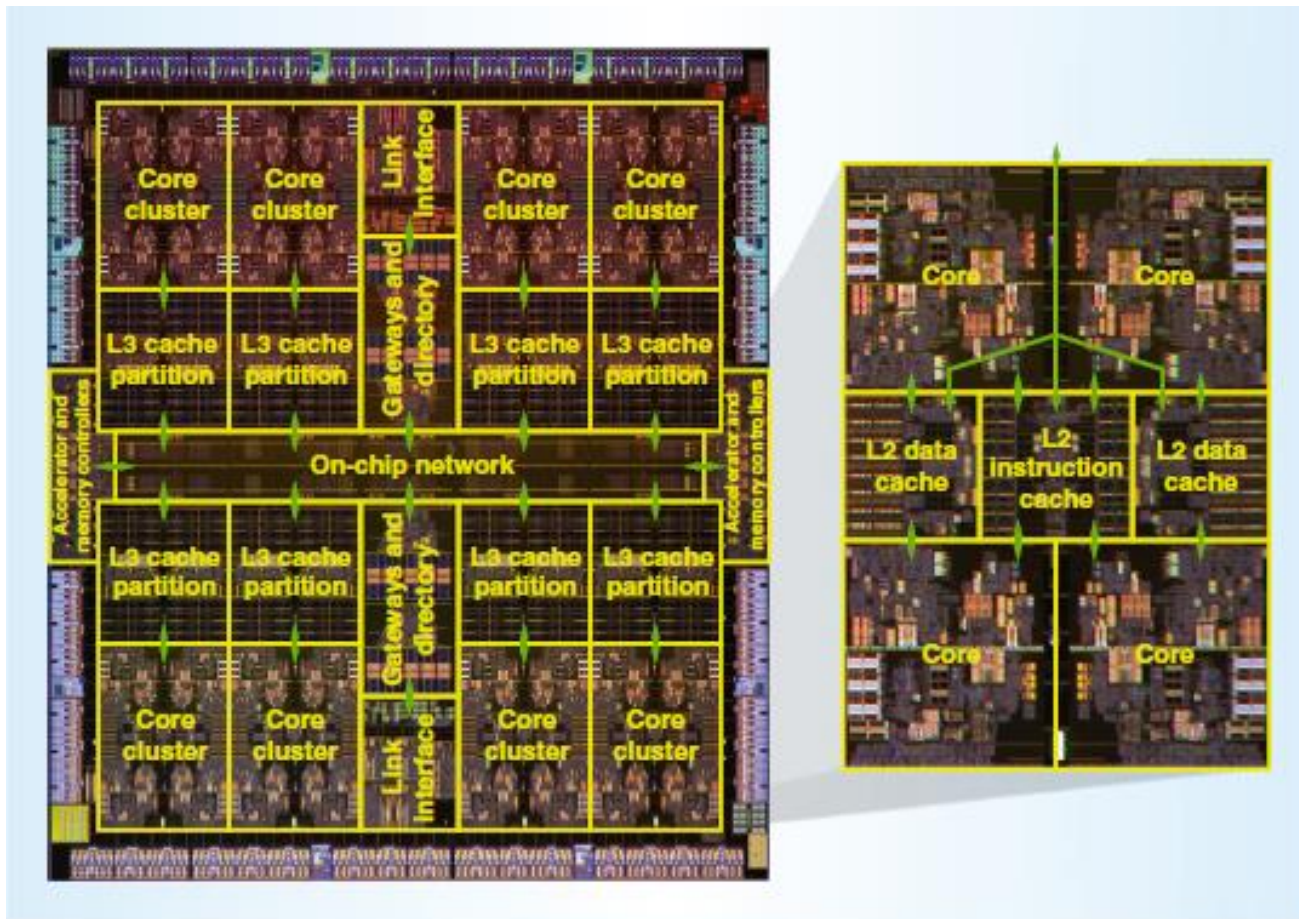 Core
cluster
Core
cluster
Link
Interface
Core
cluster
Core
cluster
L3 cache
partition
L3 cache
partition
Gateways and
directory
L3 cache
partition
L3 cache
partition
Accelerator and
memory controllers
On-chip network
Accelerator and
memory controllers
L3 cache
partition
L3 cache
partition
Gateways and
directory
L3 cache
partition
L3 cache
partition
Core
cluster
Core
cluster
Link
Interface
Core
cluster
Core
cluster
Core
Core
L2 data
cache
L2
instruction
cache
L2 data
cache
Core
Core